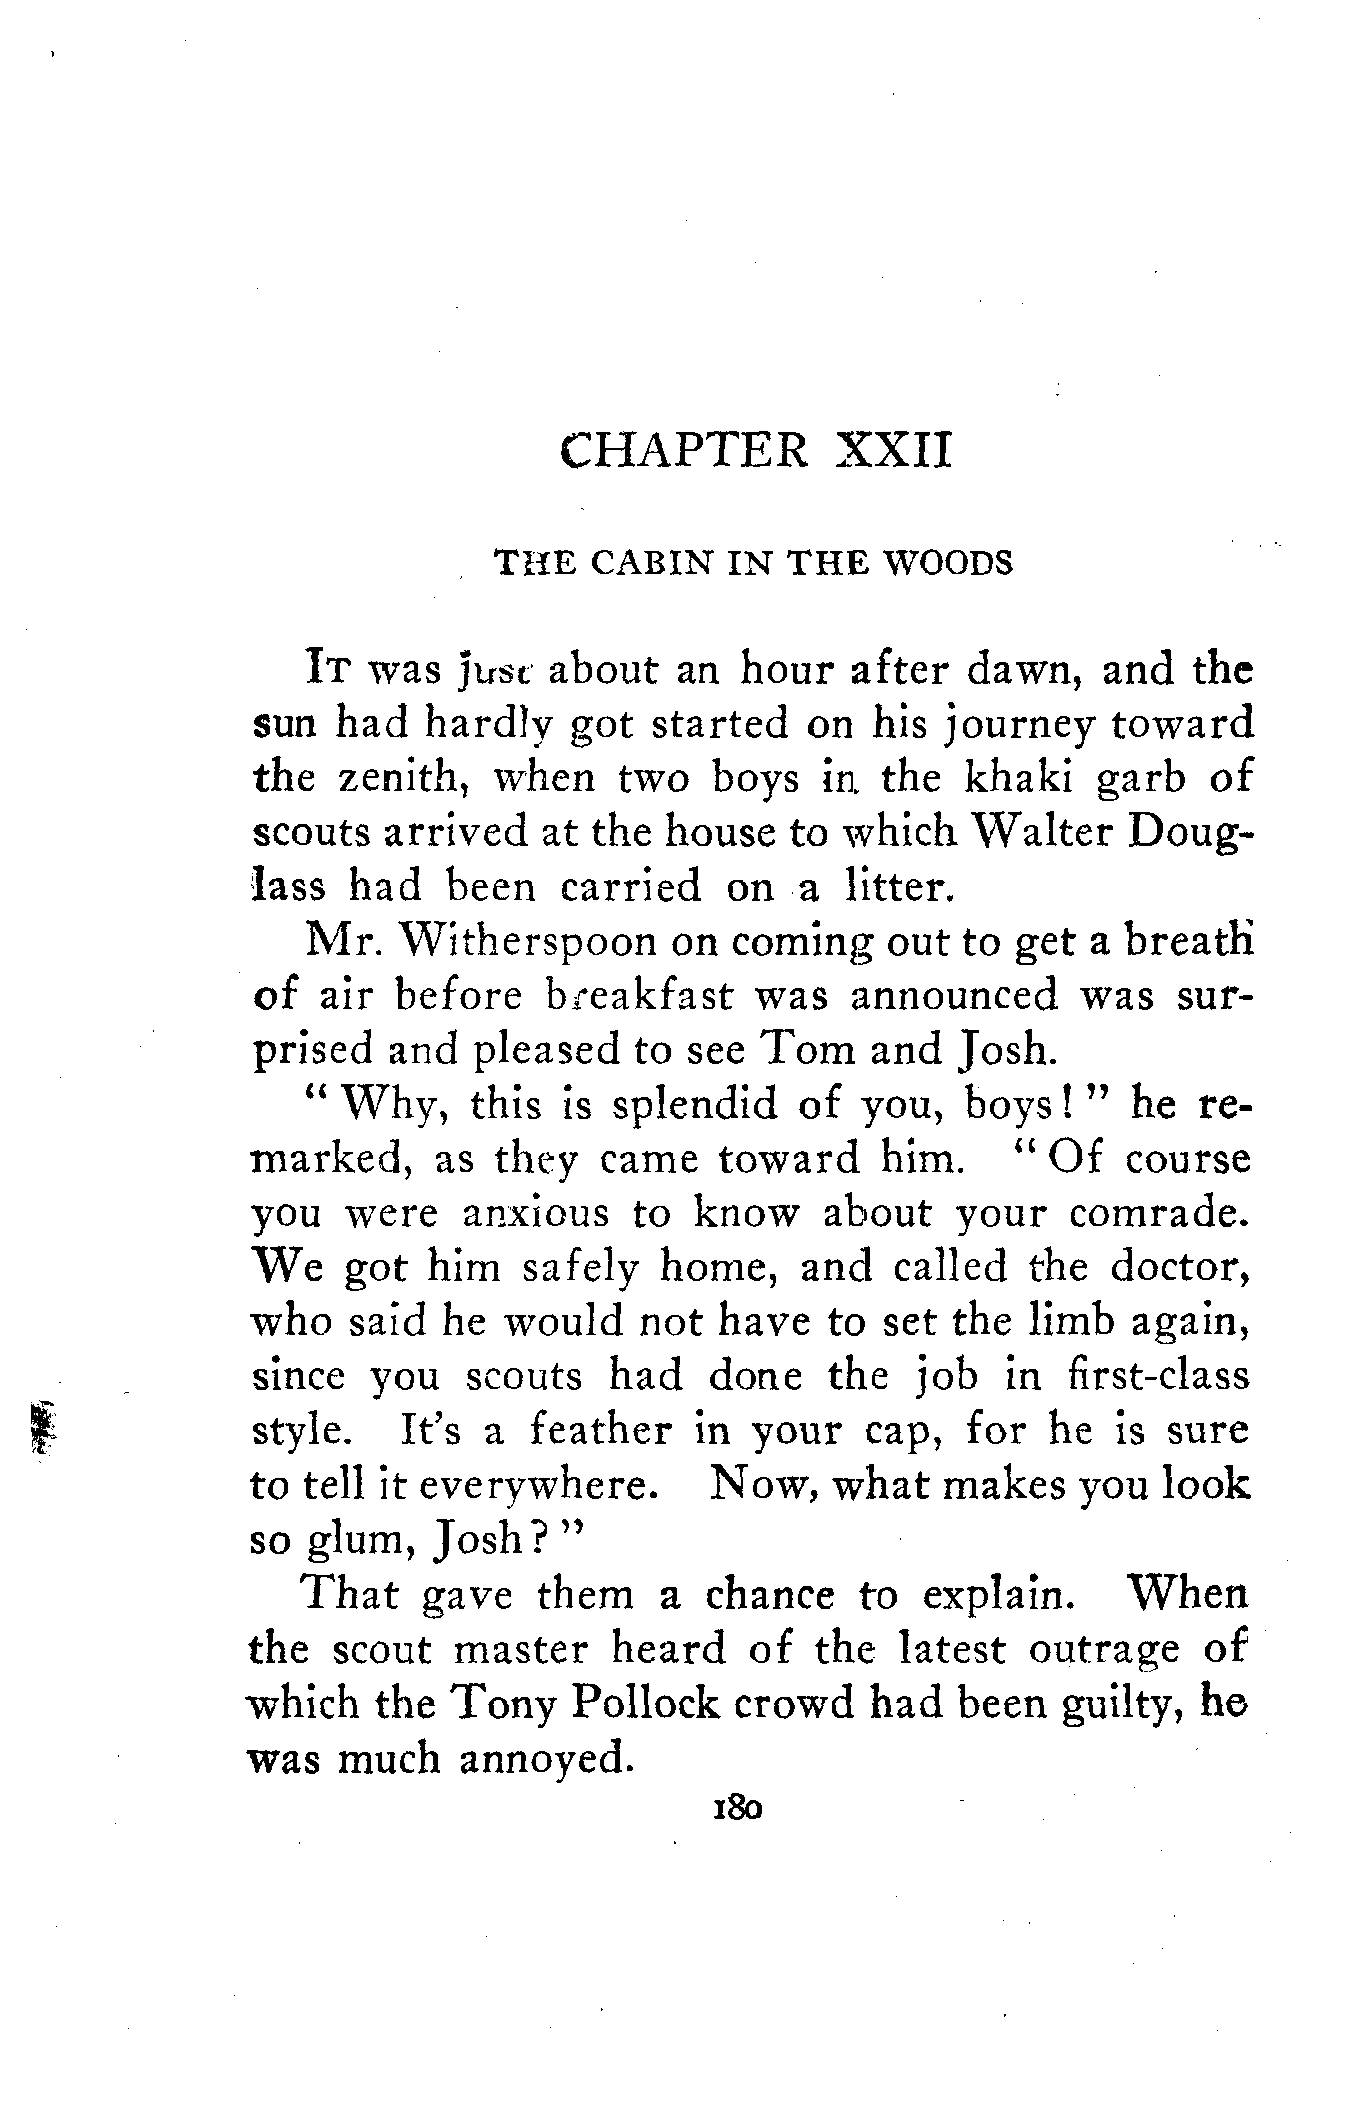 CHAPTER XXII
THE CABIN IN THE WOODS
IT was just about an hour after dawn, and the
sun had hardly got started on his journey toward
the zenith, when two boys in the khaki garb of
scouts arrived at the house to which Walter Doug-
lass had been carried on a litter.
Mr. Witherspoon on coming out to get a breath
of air before breakfast was announced was sur-
prised and pleased to see Tom and Josh.
" Why, this is splendid of you, boys! " he re-
marked, as they came toward him. " Of course
you were anxious to know about your comrade.
We got him safely home, and called the doctor,
who said he would not have to set the limb again,
since you scouts had done the job in first-class
style. It's a feather in your cap, for he is sure
to tell it everywhere. Now, what makes you look
so glum, Josh? "
That gave them a chance to explain. When
the scout master heard of the latest outrage of
which the Tony Pollock crowd had been guilty, he
was much annoyed.
180